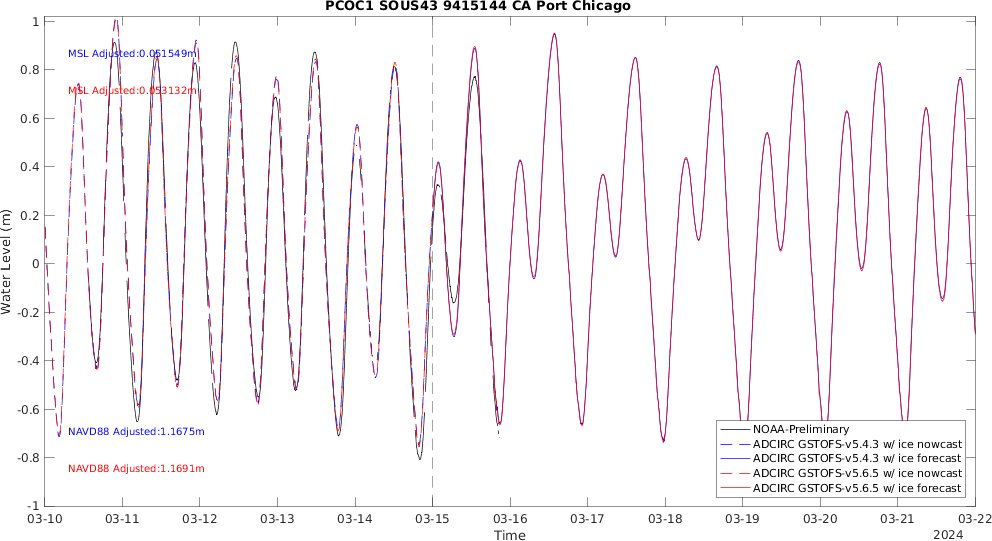 PCOC1 SOUS43 9415144 CA Port Chicago
Water Level (m)
1
0.8
0.6
0.4
0.2
0
-0.2
-0.4
-0.6
-0.8
-1
MSL Adjusted:0.051549m
MSL Adjusted:0.053132m
NAVD88 Adjusted:1.1675m
NAVD88 Adjusted:1.1691m
NOAA-Preliminary
ADCIRC GSTOFS-v5.4.3 w/ ice nowcast
ADCIRC GSTOFS-v5.4.3 w/ ice forecast
ADCIRC GSTOFS-v5.6.5 w/ ice nowcast
ADCIRC GSTOFS-v5.6.5 w/ ice forecast
03-10 03-11 03-12 03-13 03-14 03-15 03-16 03-17 03-18 03-19 03-20 03-21 03-22
Time
2024